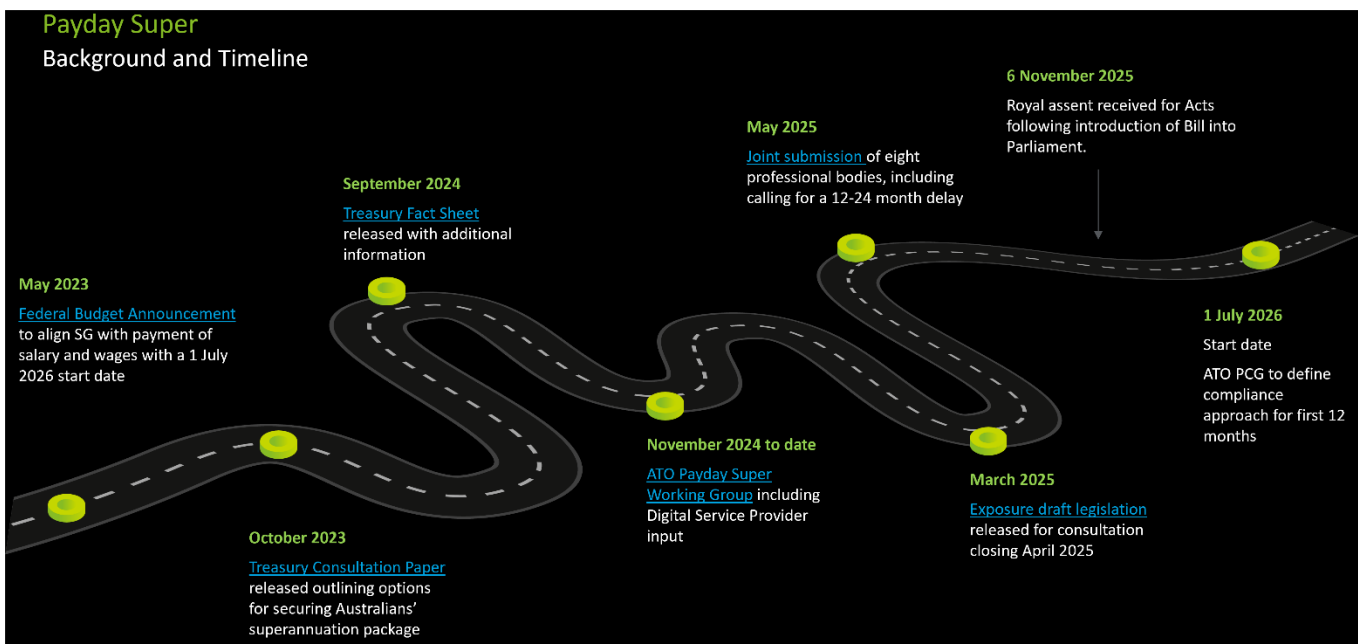 Payday Super
Background and Timeline
May 2023
Federal Budget Announcement
to align SG with payment of
salary and wages with a 1 July
2026 start date
October 2023
Treasury Consultation Paper
released outlining options
for securing Australians’
superannuation package
September 2024
Treasury Fact Sheet
released with additional
information
November 2024 to date
ATO Payday Super
Working Group including
Digital Service Provider
input
March 2025
Exposure draft legislation
released for consultation
closing April 2025
May 2025
Joint submission of eight
professional bodies, including
calling for a 12-24 month delay
6 November 2025
Royal assent received for Acts
following introduction of Bill into
Parliament.
1 July 2026
Start date
ATO PCG to define
compliance
approach for first 12
months